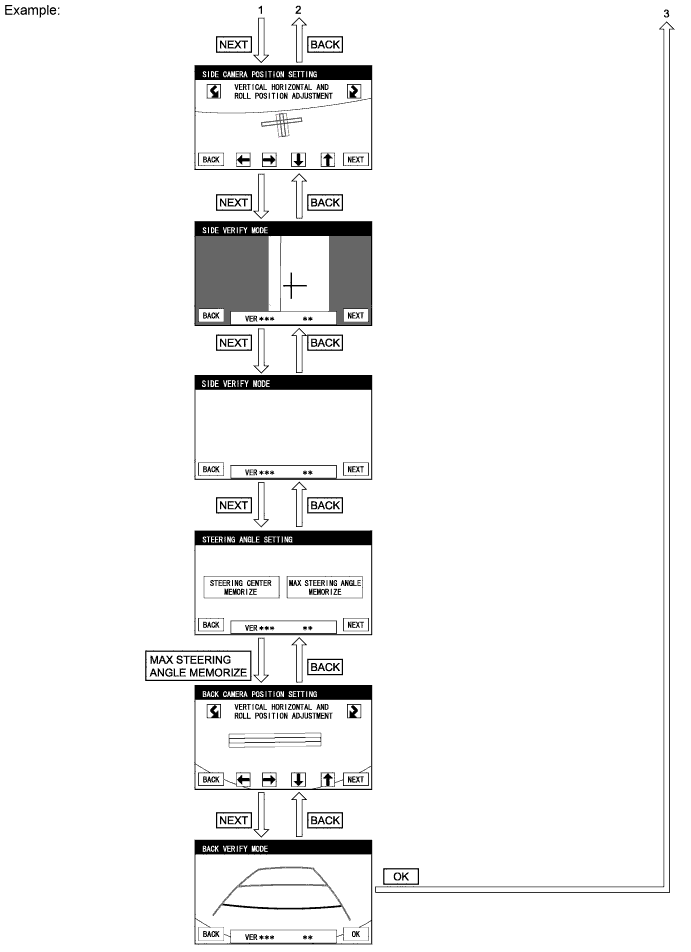 Example:
1 2 3
NEXT BACK
SIDE CAMERA POSITION SETTING
VERTICAL HORIZONTAL AND
ROLL POSITION ADJUSTMENT
BACK NEXT
NEXT BACK
SIDE VERIFY MODE
BACK VER *** ** NEXT
NEXT BACK
SIDE VERIFY MODE
BACK VER *** ** NEXT
NEXT BACK
STEERING ANGLE SETTING
STEERING CENTER
MEMORIZE
MAX STEERING ANGLE
MEMORIZE
BACK VER *** ** NEXT
MAX STEERING
ANGLE MEMORIZE
BACK
BACK CAMERA POSITION SETTING
VERTICAL HORIZONTAL AND
ROLL POSITION ADJUSTMENT
BACK NEXT
NEXT BACK
BACK VERIFY MODE
BACK VER *** ** OK
OK